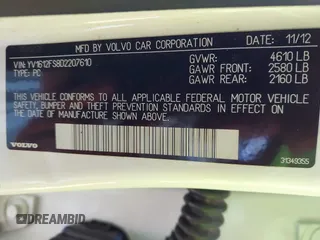 MFD BY VOLVO CAR CORPORATION DATE: 11/12
VIN: YV1612FS8D2207610 GVWR: 4610 LB
TYPE: PC GAWR FRONT: 2580 LB
GAWR REAR: 2160 LB
THIS VEHICLE CONFORMS TO ALL APPLICABLE FEDERAL MOTOR VEHICLE
SAFETY, BUMPER AND THEFT PREVENTION STANDARDS IN EFFECT ON THE
DATE OF MANUFACTURE SHOWN ABOVE.
VOLVO 31349355
DREAMBID